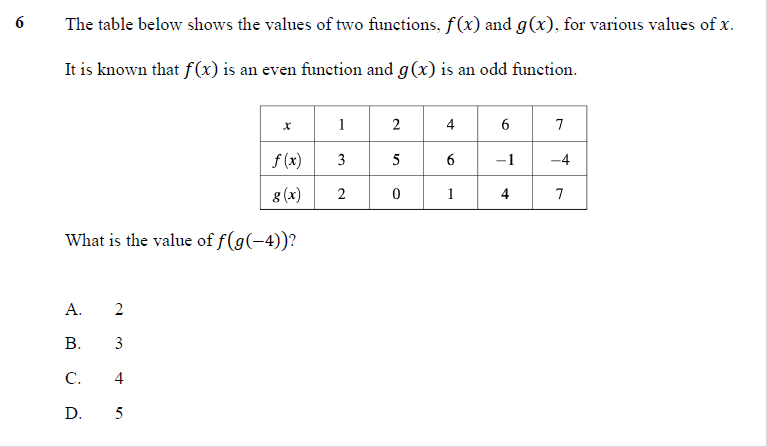 6 The table below shows the values of two functions, f(x) and g(x), for various values of x.
It is known that f(x) is an even function and g(x) is an odd function.
x 1 2 4 6 7
f(x) 3 5 6 −1 −4
g(x) 2 0 1 4 7
What is the value of f(g(−4))?
A. 2
B. 3
C. 4
D. 5